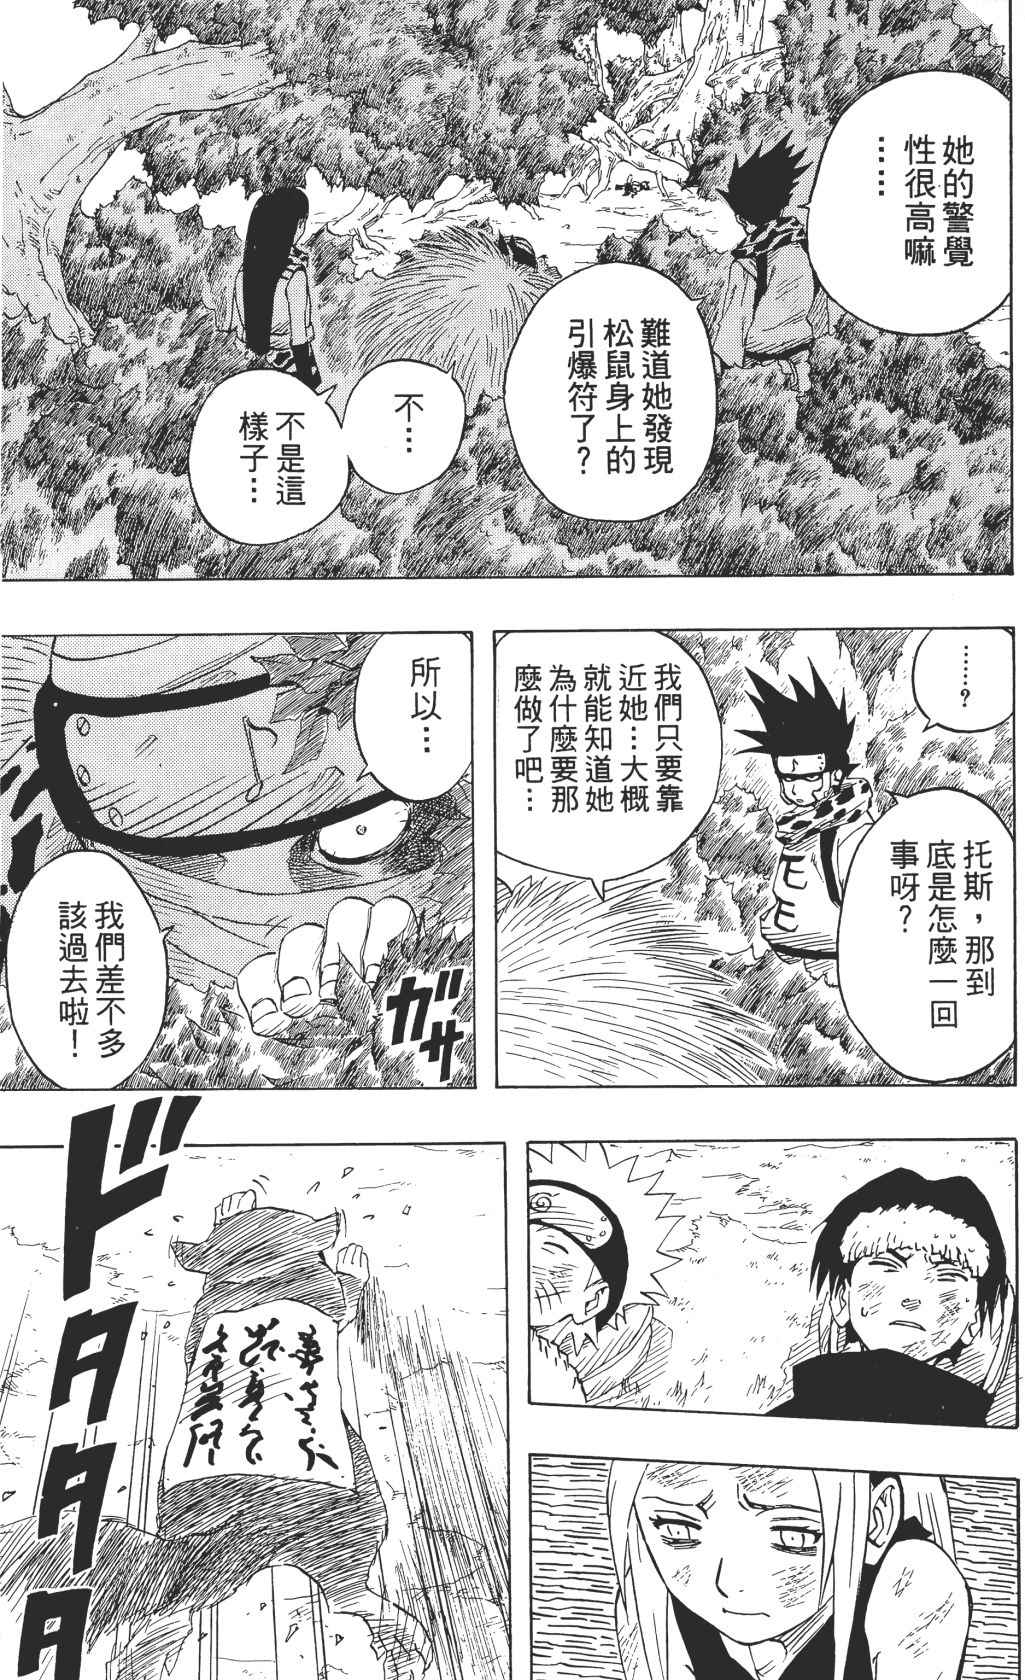 她的警覺
性很高嘛
……
難道她發現
松鼠身上的
引爆符了？
不…
不是這
樣子…
……？
托斯，那到
底是怎麼一回
事呀？
我們只要靠
近她…大概
就能知道她
為什麼要那
麼做了吧…
所以…
我們差不多
該過去啦！
ガサ
ドタタタタ